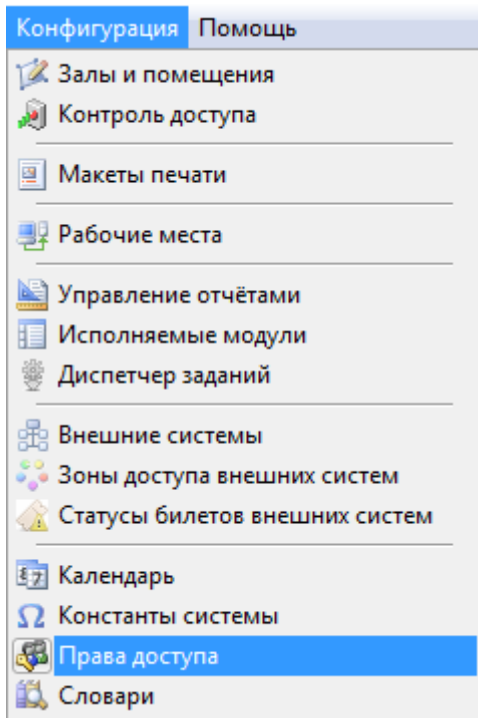 Конфигурация Помощь
Залы и помещения
Контроль доступа
Макеты печати
Рабочие места
Управление отчётами
Исполняемые модули
Диспетчер заданий
Внешние системы
Зоны доступа внешних систем
Статусы билетов внешних систем
Календарь
Константы системы
Права доступа
Словари